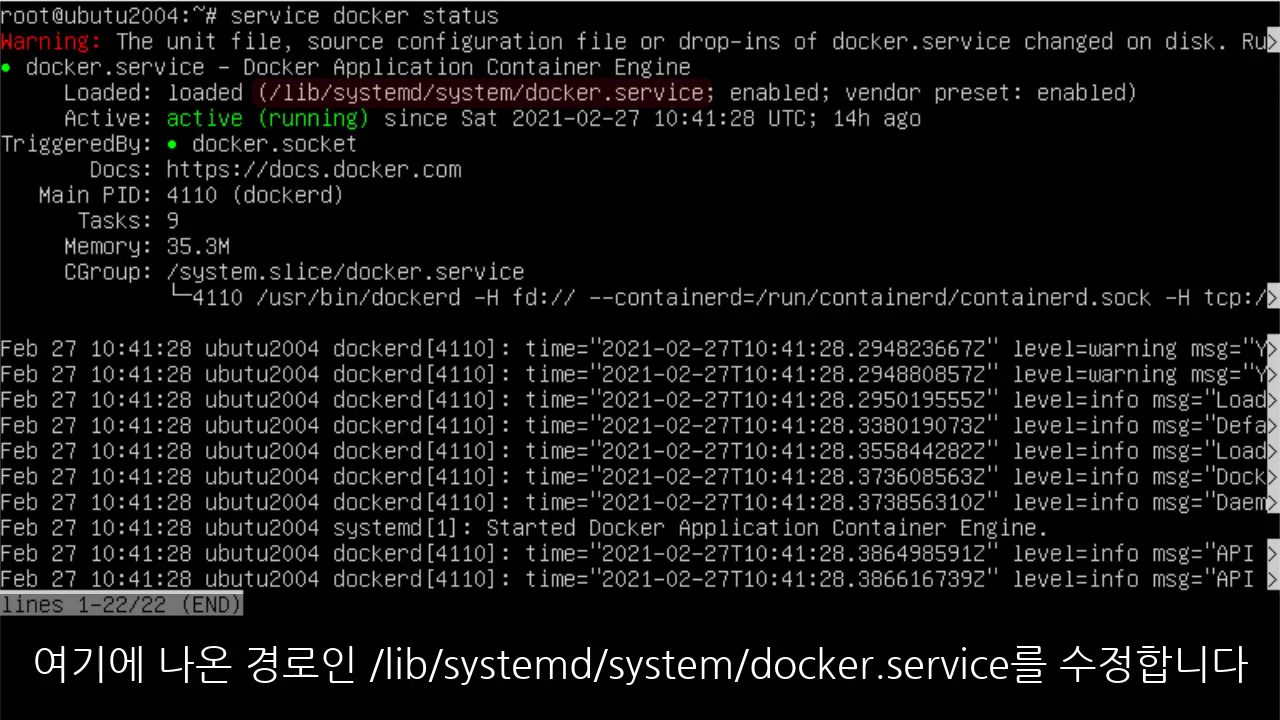 root@ubutu2004:~# service docker status
Warning: The unit file, source configuration file or drop-ins of docker.service changed on disk. Ru>
● docker.service - Docker Application Container Engine
Loaded: loaded (/lib/systemd/system/docker.service; enabled; vendor preset: enabled)
Active: active (running) since Sat 2021-02-27 10:41:28 UTC; 14h ago
TriggeredBy: ● docker.socket
Docs: https://docs.docker.com
Main PID: 4110 (dockerd)
Tasks: 9
Memory: 35.3M
CGroup: /system.slice/docker.service
└─4110 /usr/bin/dockerd -H fd:// --containerd=/run/containerd/containerd.sock -H tcp:/>
Feb 27 10:41:28 ubutu2004 dockerd[4110]: time="2021-02-27T10:41:28.294823667Z" level=warning msg="Y>
Feb 27 10:41:28 ubutu2004 dockerd[4110]: time="2021-02-27T10:41:28.294880857Z" level=warning msg="Y>
Feb 27 10:41:28 ubutu2004 dockerd[4110]: time="2021-02-27T10:41:28.295019555Z" level=info msg="Load>
Feb 27 10:41:28 ubutu2004 dockerd[4110]: time="2021-02-27T10:41:28.338019073Z" level=info msg="Defa>
Feb 27 10:41:28 ubutu2004 dockerd[4110]: time="2021-02-27T10:41:28.355844282Z" level=info msg="Load>
Feb 27 10:41:28 ubutu2004 dockerd[4110]: time="2021-02-27T10:41:28.373608563Z" level=info msg="Dock>
Feb 27 10:41:28 ubutu2004 dockerd[4110]: time="2021-02-27T10:41:28.373856310Z" level=info msg="Daem>
Feb 27 10:41:28 ubutu2004 systemd[1]: Started Docker Application Container Engine.
Feb 27 10:41:28 ubutu2004 dockerd[4110]: time="2021-02-27T10:41:28.386498591Z" level=info msg="API >
Feb 27 10:41:28 ubutu2004 dockerd[4110]: time="2021-02-27T10:41:28.386616739Z" level=info msg="API >
lines 1-22/22 (END)
여기에 나온 경로인 /lib/systemd/system/docker.service를 수정합니다